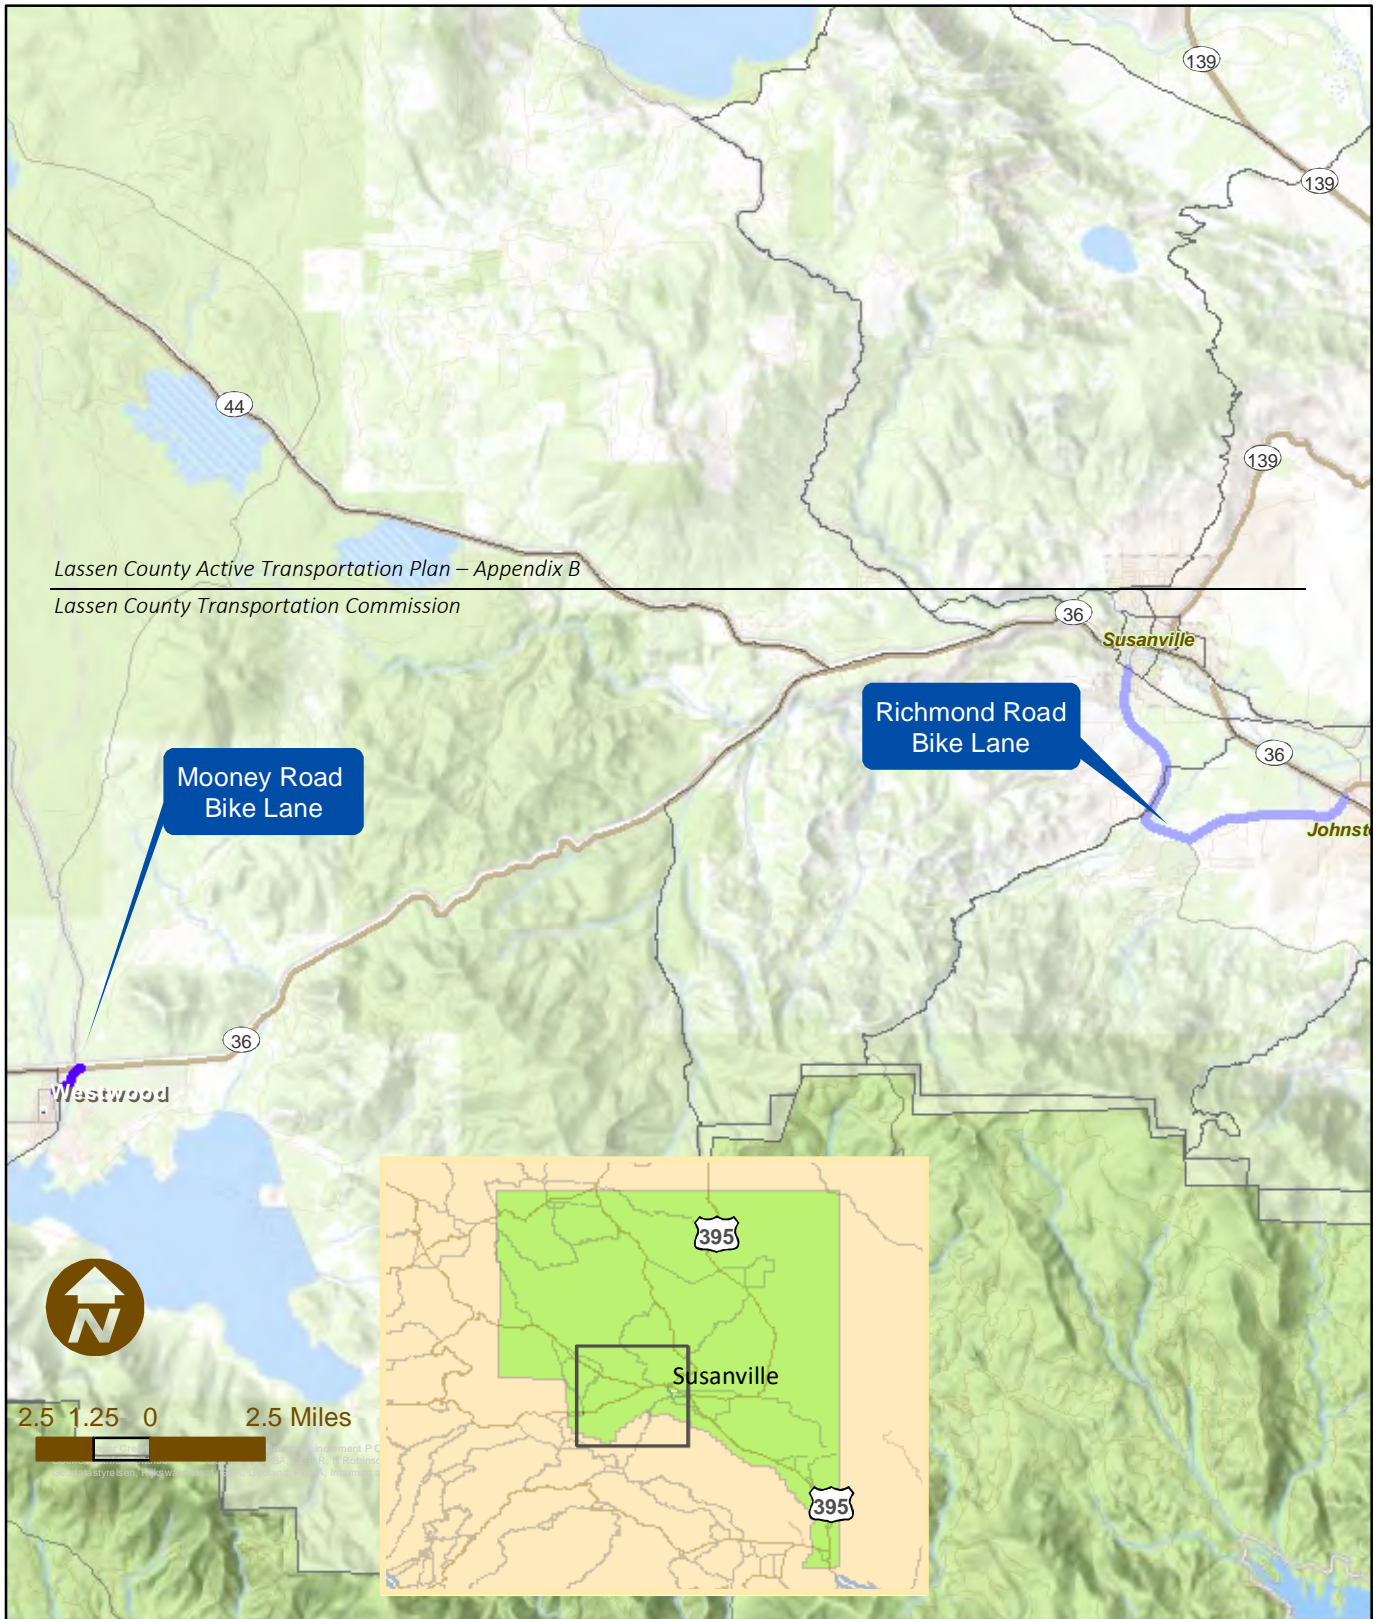 139
139
44
139
Lassen County Active Transportation Plan – Appendix B
Lassen County Transportation Commission
36
Susanville
Richmond Road
Bike Lane
36
Mooney Road
Bike Lane
Johnst
36
Westwood
395
Susanville
2.5 1.25 0 2.5 Miles
395
N